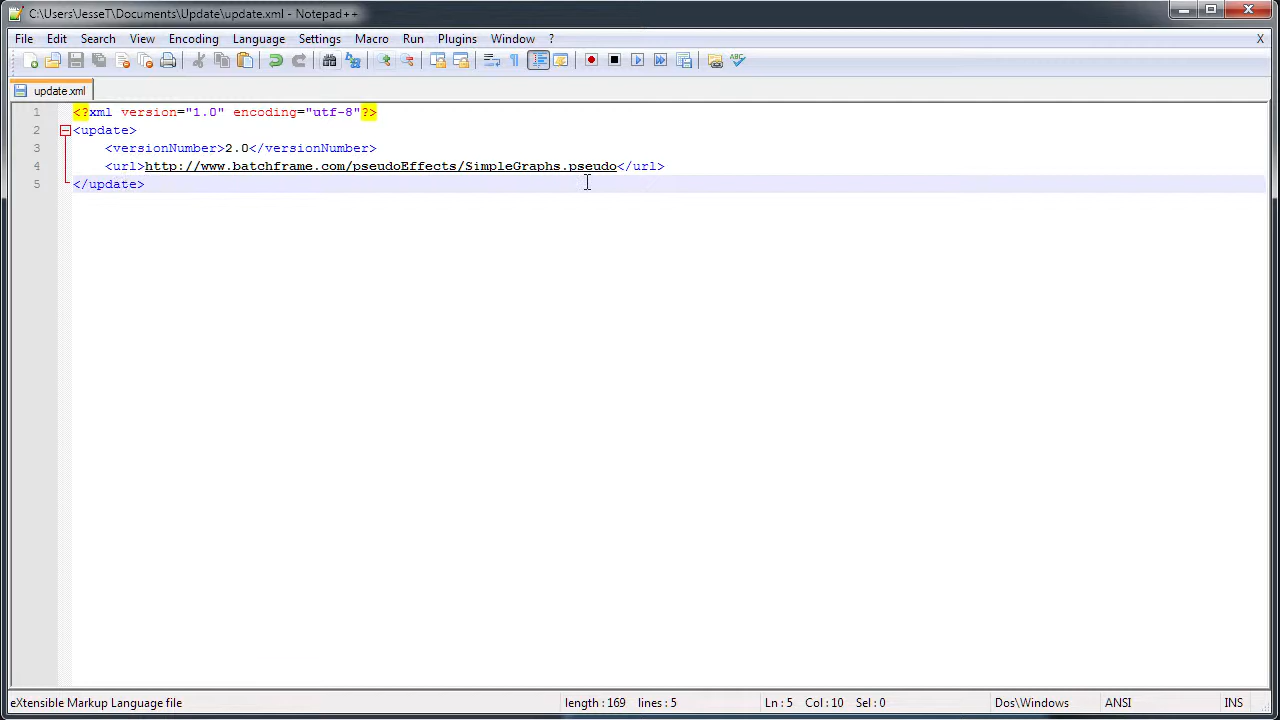 C:\Users\JesseT\Documents\Update\update.xml - Notepad++
File Edit Search View Encoding Language Settings Macro Run Plugins Window ? X
update.xml
1 <?xml version="1.0" encoding="utf-8"?>
2 <update>
3 <versionNumber>2.0</versionNumber>
4 <url>http://www.batchframe.com/pseudoEffects/SimpleGraphs.pseudo</url>
5 </update>
eXtensible Markup Language file length : 169 lines : 5 Ln : 5 Col : 10 Sel : 0 Dos\Windows ANSI INS